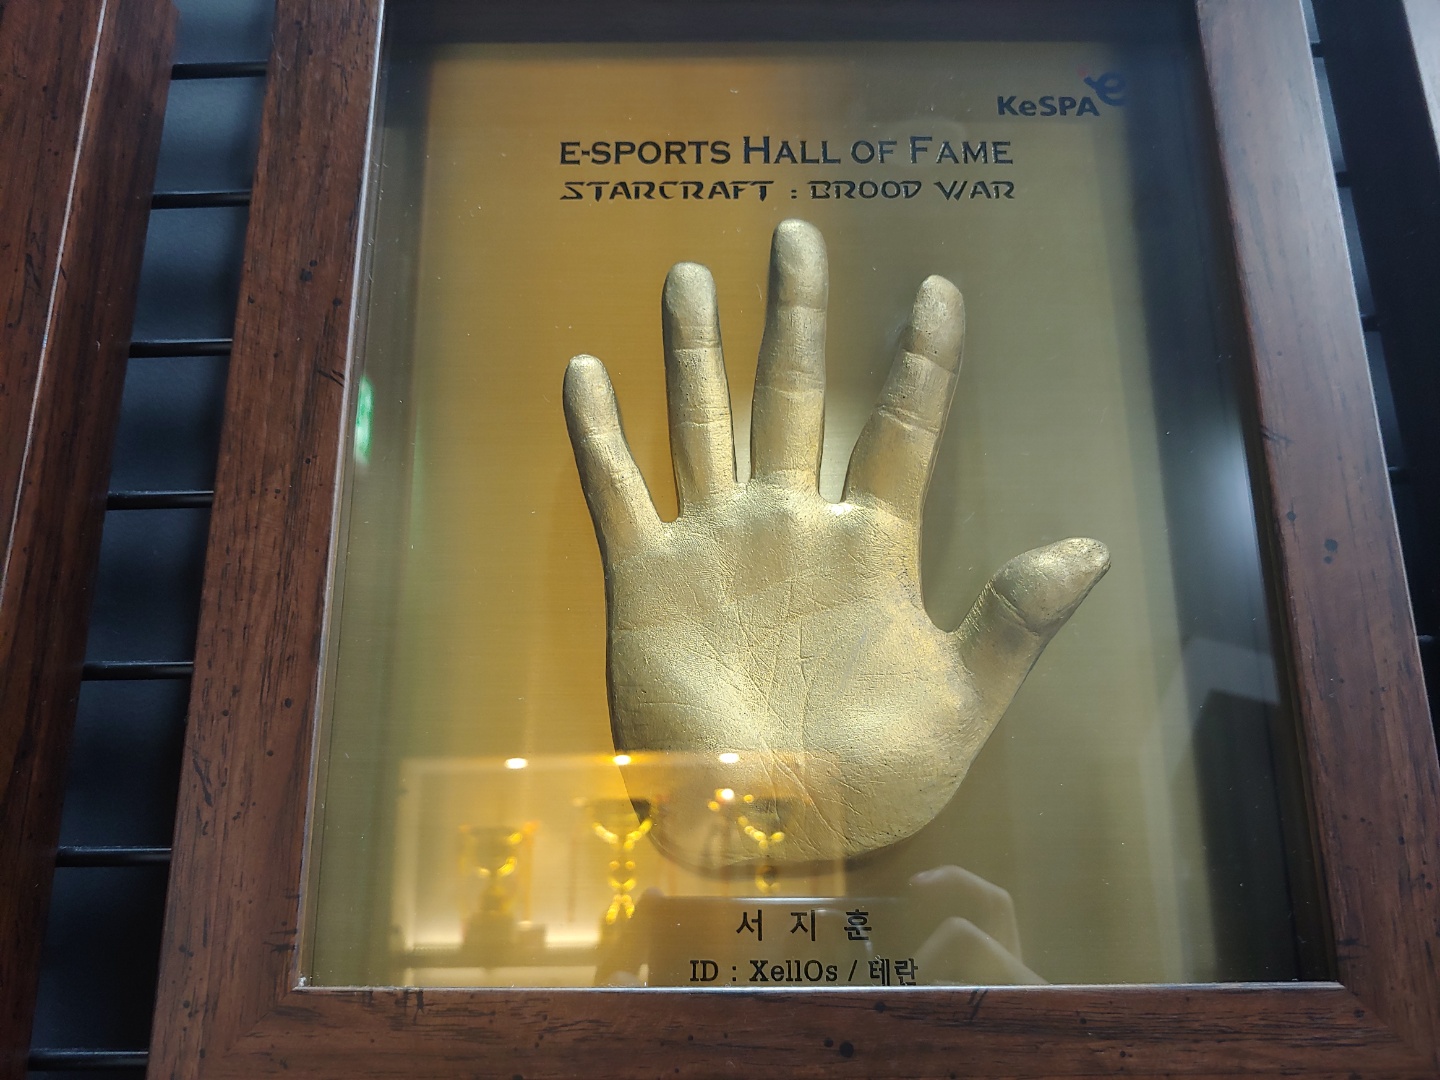 KeSPA
E-SPORTS HALL OF FAME
STARCRAFT : BROOD WAR
서 지 훈
ID : XellOs / 테란